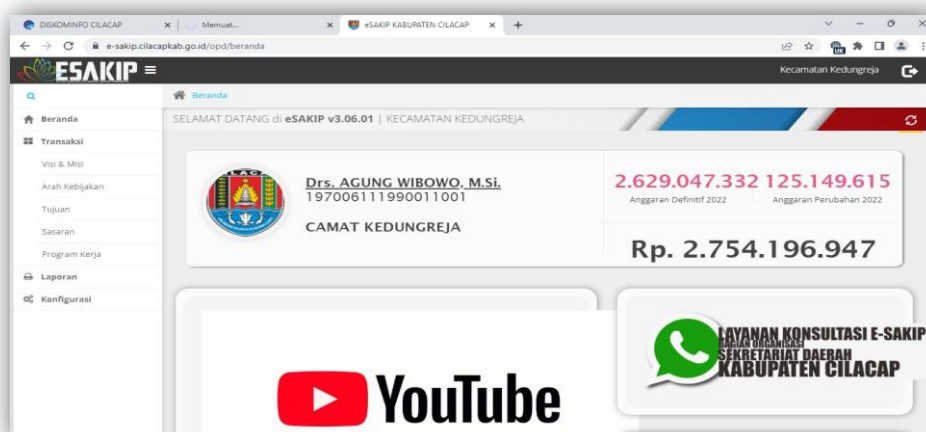 DISKOMINFO CILACAP
Memuat...
eSAKIP KABUPATEN CILACAP
e-sakip.cilacapkab.go.id/opd/beranda
ESAKIP
Kecamatan Kedungreja
Beranda
Beranda
SELAMAT DATANG di eSAKIP v3.06.01 | KECAMATAN KEDUNGREJA
Transaksi
Visi & Misi
Arah Kebijakan
Tujuan
Sasaran
Program Kerja
Laporan
Konfigurasi
Drs. AGUNG WIBOWO, M.Si.
197006111990011001
CAMAT KEDUNGREJA
2.629.047.332 125.149.615
Anggaran Definitif 2022 Anggaran Perubahan 2022
Rp. 2.754.196.947
YouTube
LAYANAN KONSULTASI E-SAKIP
BAGIAN ORGANISASI
SEKRETARIAT DAERAH
KABUPATEN CILACAP